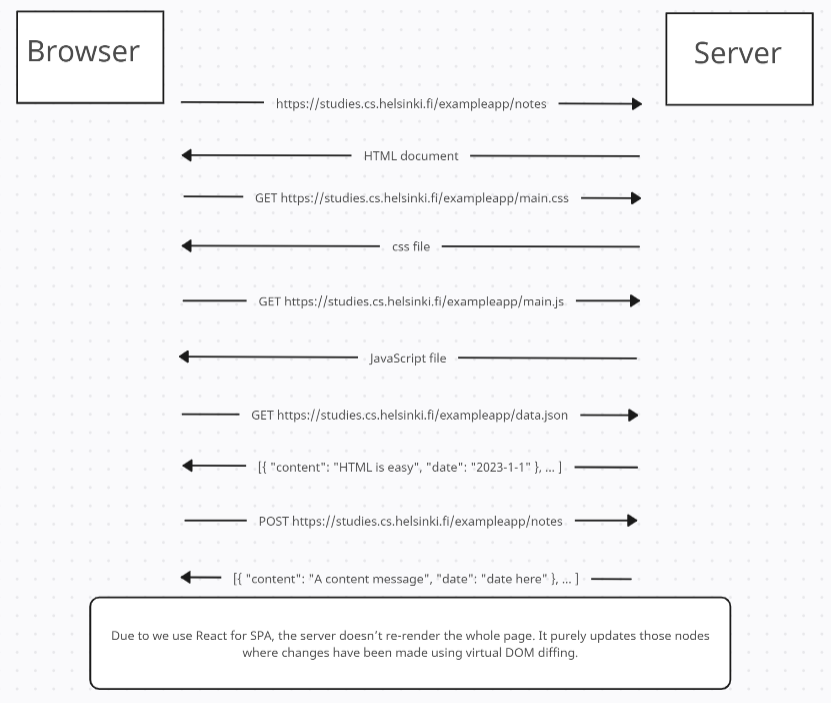 Browser
Server
https://studies.cs.helsinki.fi/exampleapp/notes
HTML document
GET https://studies.cs.helsinki.fi/exampleapp/main.css
css file
GET https://studies.cs.helsinki.fi/exampleapp/main.js
JavaScript file
GET https://studies.cs.helsinki.fi/exampleapp/data.json
[{ "content": "HTML is easy", "date": "2023-1-1" }, ... ]
POST https://studies.cs.helsinki.fi/exampleapp/notes
[{ "content": "A content message", "date": "date here" }, ... ]
Due to we use React for SPA, the server doesn't re-render the whole page. It purely updates those nodes
where changes have been made using virtual DOM diffing.